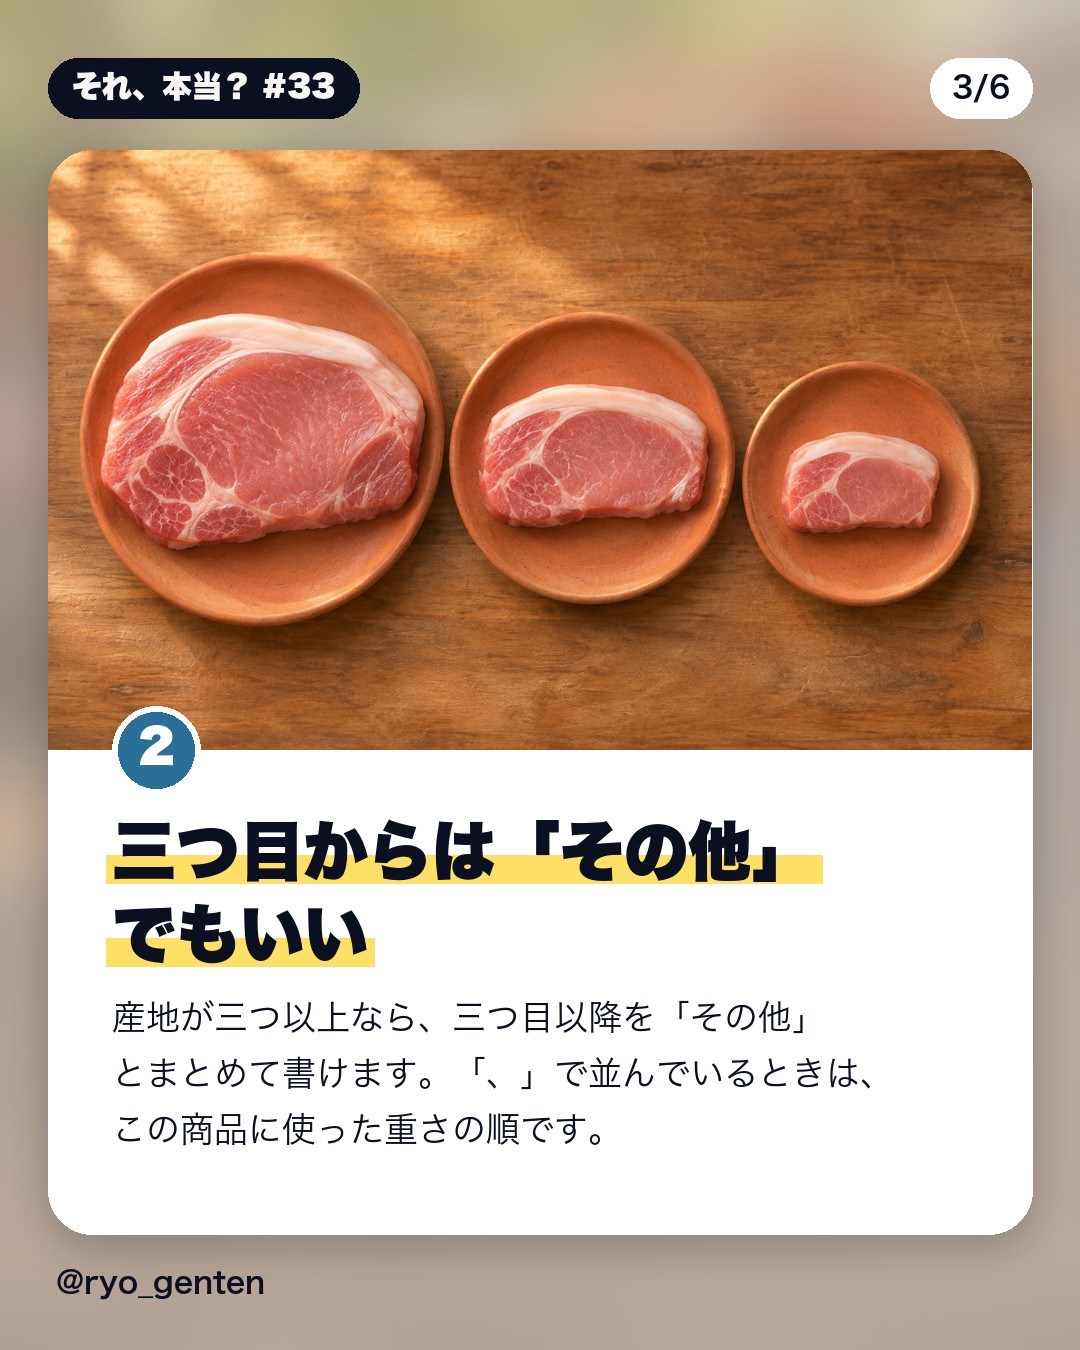 それ、本当？ #33
3/6
2
三つ目からは「その他」
でもいい
産地が三つ以上なら、三つ目以降を「その他」
とまとめて書けます。「、」で並んでいるときは、
この商品に使った重さの順です。
@ryo_genten